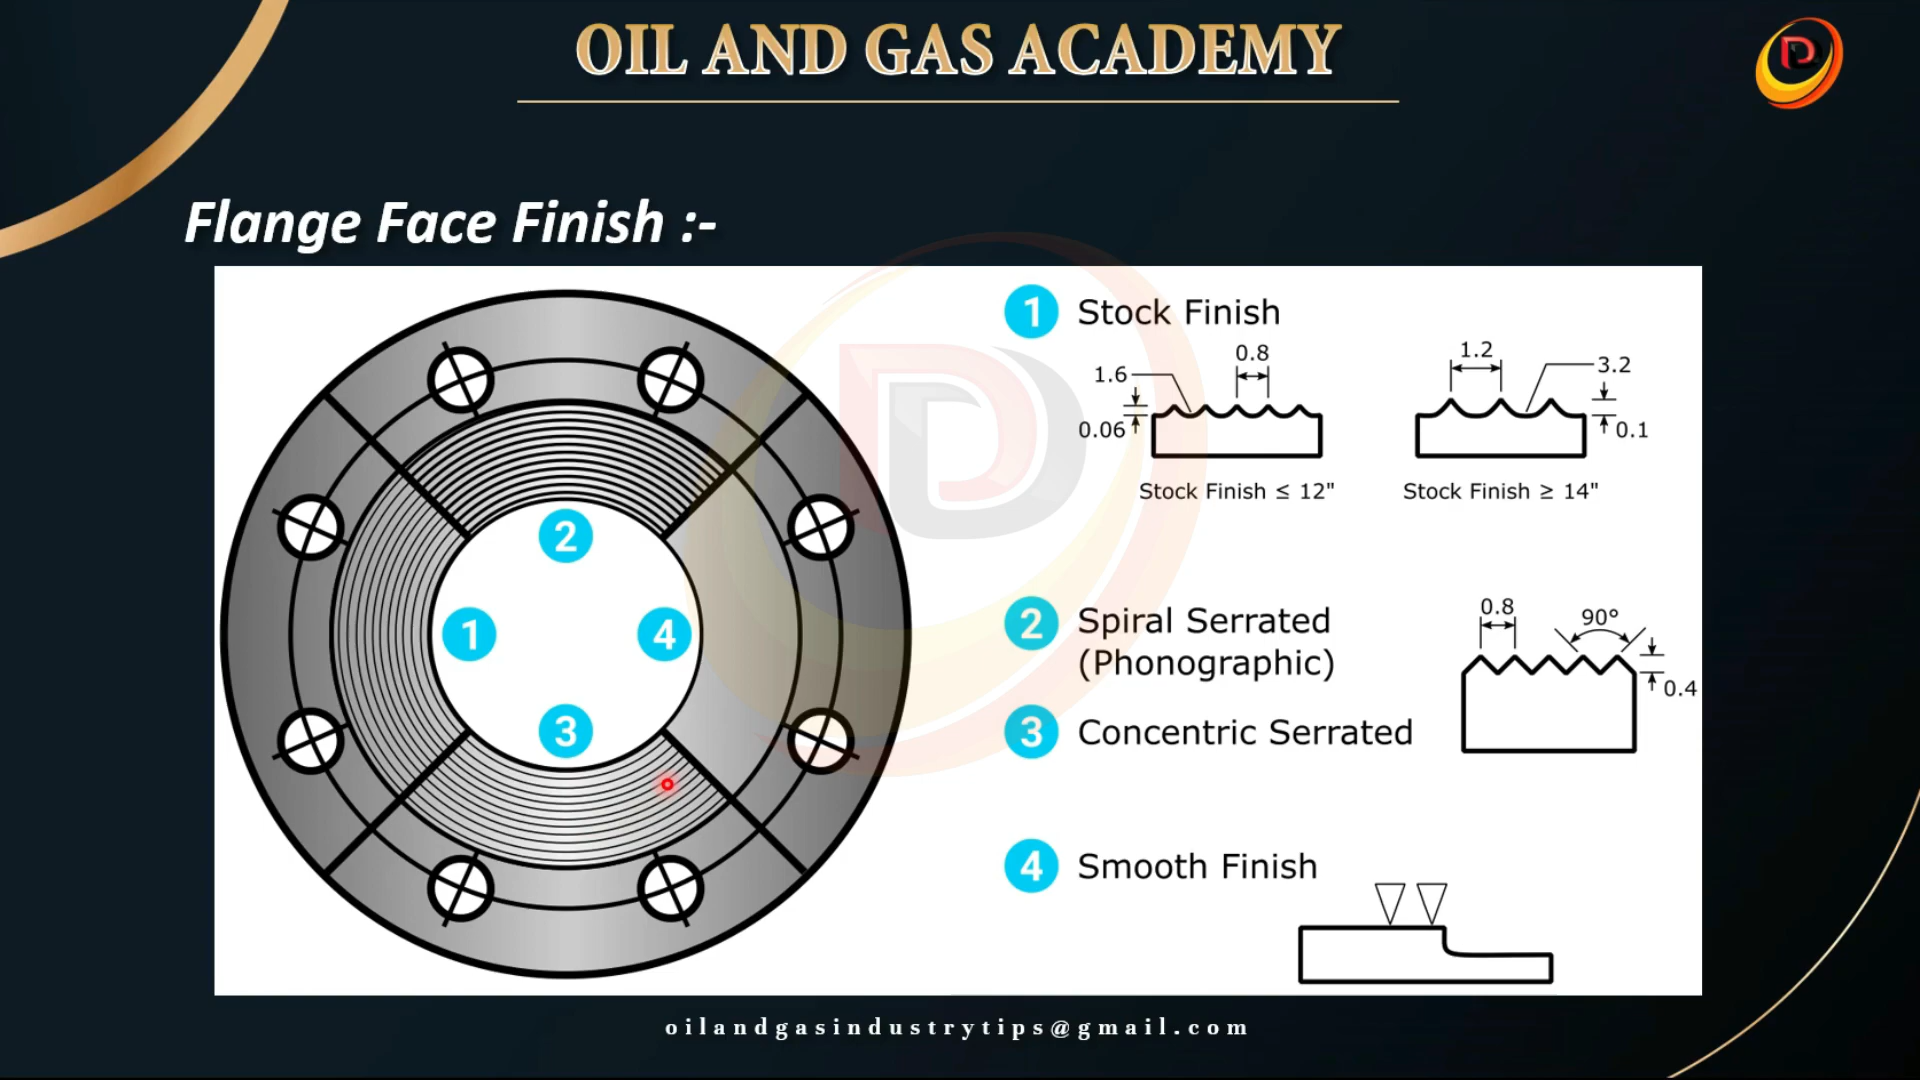 OIL AND GAS ACADEMY
D
Flange Face Finish :-
1 Stock Finish
0.8
1.6
0.06
1.2
3.2
0.1
Stock Finish ≤ 12"
Stock Finish ≥ 14"
2
1
4
3
2 Spiral Serrated
(Phonographic)
0.8
90°
0.4
3 Concentric Serrated
4 Smooth Finish
oilandgasindustrytips@gmail.com